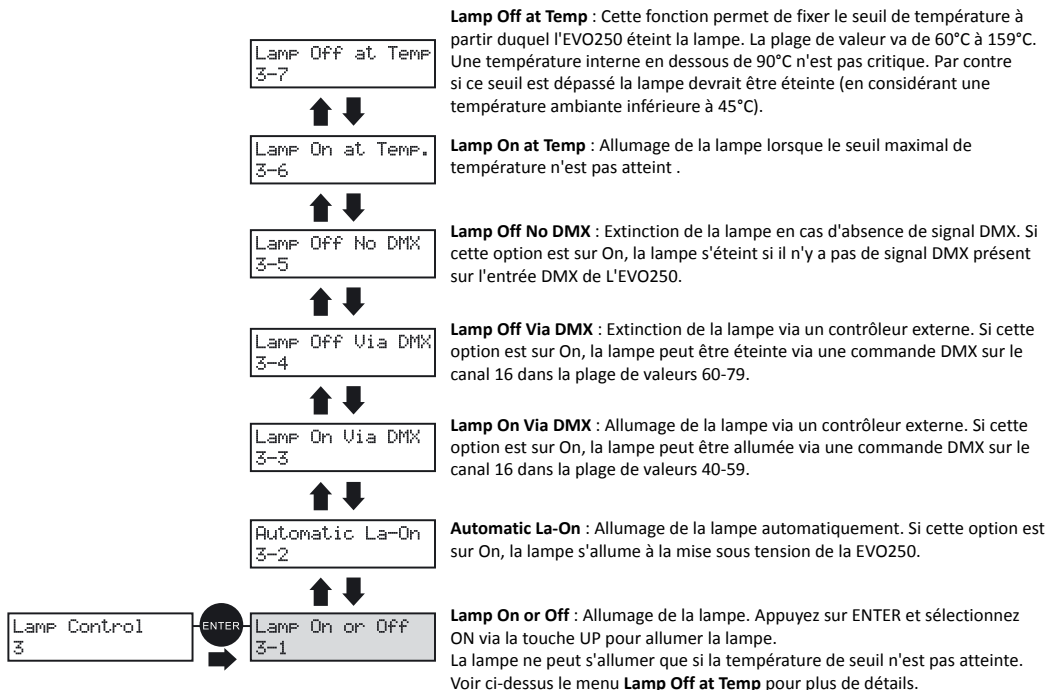 Lamp Off at Temp
3-7
Lamp Off at Temp : Cette fonction permet de fixer le seuil de température à
partir duquel l'EVO250 éteint la lampe. La plage de valeur va de 60°C à 159°C.
Une température interne en dessous de 90°C n'est pas critique. Par contre
si ce seuil est dépassé la lampe devrait être éteinte (en considérant une
température ambiante inférieure à 45°C).
Lamp On at Temp.
3-6
Lamp On at Temp : Allumage de la lampe lorsque le seuil maximal de
température n'est pas atteint .
Lamp Off No DMX
3-5
Lamp Off No DMX : Extinction de la lampe en cas d'absence de signal DMX. Si
cette option est sur On, la lampe s'éteint si il n'y a pas de signal DMX présent
sur l'entrée DMX de L'EVO250.
Lamp Off Via DMX
3-4
Lamp Off Via DMX : Extinction de la lampe via un contrôleur externe. Si cette
option est sur On, la lampe peut être éteinte via une commande DMX sur le
canal 16 dans la plage de valeurs 60-79.
Lamp On Via DMX
3-3
Lamp On Via DMX : Allumage de la lampe via un contrôleur externe. Si cette
option est sur On, la lampe peut être allumée via une commande DMX sur le
canal 16 dans la plage de valeurs 40-59.
Automatic La-On
3-2
Automatic La-On : Allumage de la lampe automatiquement. Si cette option est
sur On, la lampe s'allume à la mise sous tension de la EVO250.
Lamp Control
3
ENTER
Lamp On or Off
3-1
Lamp On or Off : Allumage de la lampe. Appuyez sur ENTER et sélectionnez
ON via la touche UP pour allumer la lampe.
La lampe ne peut s'allumer que si la température de seuil n'est pas atteinte.
Voir ci-dessus le menu Lamp Off at Temp pour plus de détails.